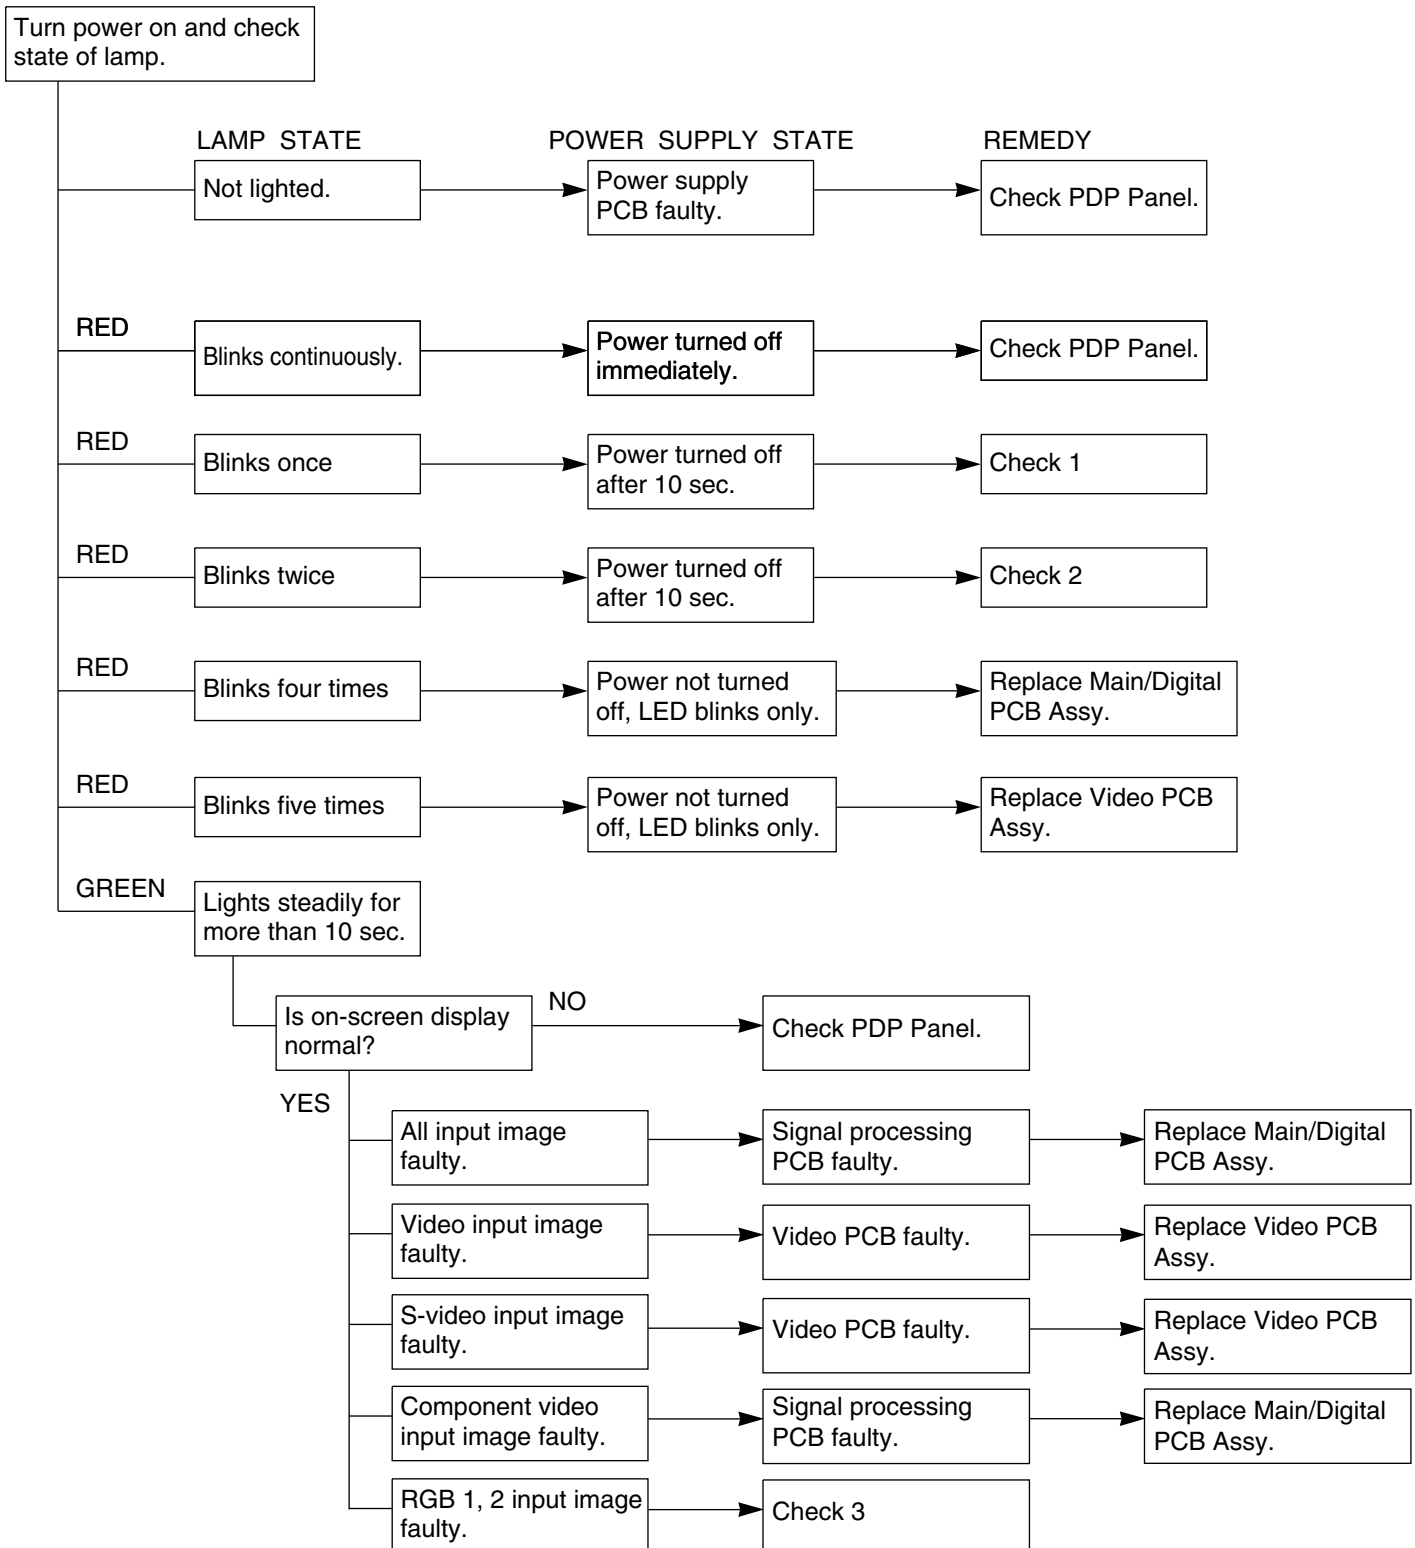 Turn power on and check
state of lamp.
LAMP STATE
POWER SUPPLY STATE
REMEDY
Not lighted.
Power supply
PCB faulty.
Check PDP Panel.
RED
Blinks continuously.
Power turned off
immediately.
Check PDP Panel.
RED
Blinks once
Power turned off
after 10 sec.
Check 1
RED
Blinks twice
Power turned off
after 10 sec.
Check 2
RED
Blinks four times
Power not turned
off, LED blinks only.
Replace Main/Digital
PCB Assy.
RED
Blinks five times
Power not turned
off, LED blinks only.
Replace Video PCB
Assy.
GREEN
Lights steadily for
more than 10 sec.
Is on-screen display
normal?
NO
Check PDP Panel.
YES
All input image
faulty.
Signal processing
PCB faulty.
Replace Main/Digital
PCB Assy.
Video input image
faulty.
Video PCB faulty.
Replace Video PCB
Assy.
S-video input image
faulty.
Video PCB faulty.
Replace Video PCB
Assy.
Component video
input image faulty.
Signal processing
PCB faulty.
Replace Main/Digital
PCB Assy.
RGB 1, 2 input image
faulty.
Check 3